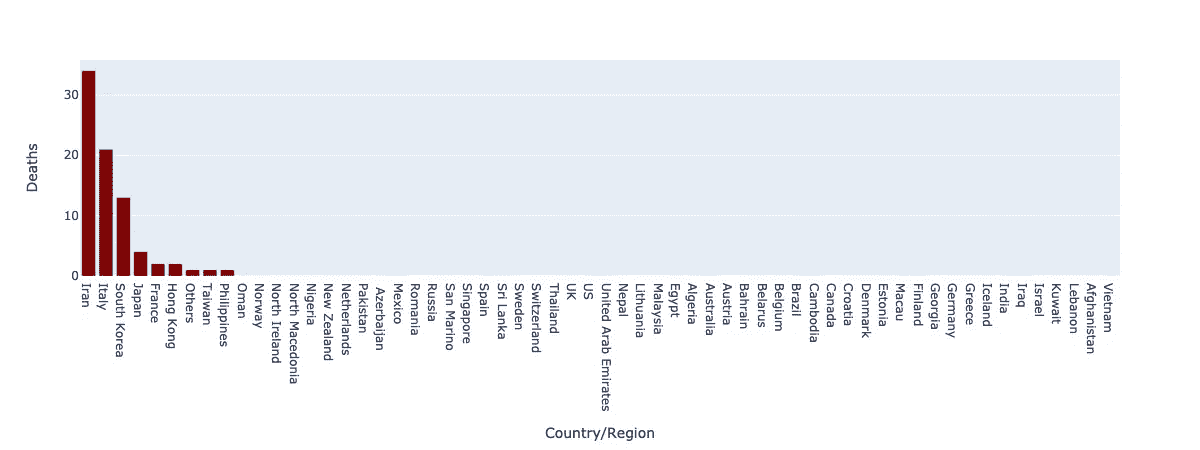 Deaths
30
20
10
0
Iran
Italy
South Korea
Japan
France
Hong Kong
Others
Taiwan
Philippines
Oman
Norway
North Ireland
North Macedonia
Nigeria
New Zealand
Netherlands
Pakistan
Azerbaijan
Mexico
Romania
Russia
San Marino
Singapore
Spain
Sri Lanka
Sweden
Switzerland
Thailand
UK
US
United Arab Emirates
Nepal
Lithuania
Malaysia
Egypt
Algeria
Australia
Austria
Bahrain
Belarus
Belgium
Brazil
Cambodia
Canada
Croatia
Denmark
Estonia
Macau
Finland
Georgia
Germany
Greece
Iceland
India
Iraq
Israel
Kuwait
Lebanon
Afghanistan
Vietnam
Country/Region